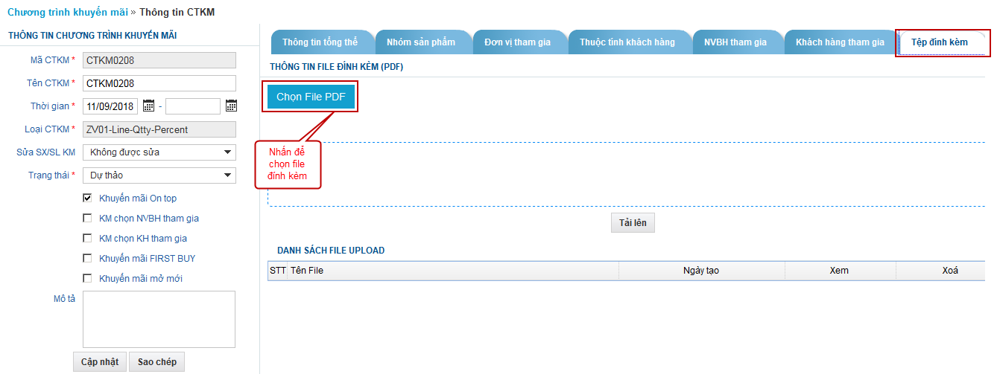 Chương trình khuyến mãi » Thông tin CTKM
THÔNG TIN CHƯƠNG TRÌNH KHUYẾN MÃI
Mã CTKM * CTKM0208
Tên CTKM * CTKM0208
Thời gian * 11/09/2018 -
Loại CTKM * ZV01-Line-Qtty-Percent
Sửa SX/SL KM Không được sửa
Trạng thái * Dự thảo
Khuyến mãi On top
KM chọn NVBH tham gia
KM chọn KH tham gia
Khuyến mãi FIRST BUY
Khuyến mãi mở mới
Mô tả
Cập nhật Sao chép
Thông tin tổng thể Nhóm sản phẩm Đơn vị tham gia Thuộc tình khách hàng NVBH tham gia Khách hàng tham gia Tệp đính kèm
THÔNG TIN FILE ĐÍNH KÈM (PDF)
Chọn File PDF
Nhấn để
chọn file
đính kèm
Tải lên
DANH SÁCH FILE UPLOAD
STT Tên File Ngày tạo Xem Xoá